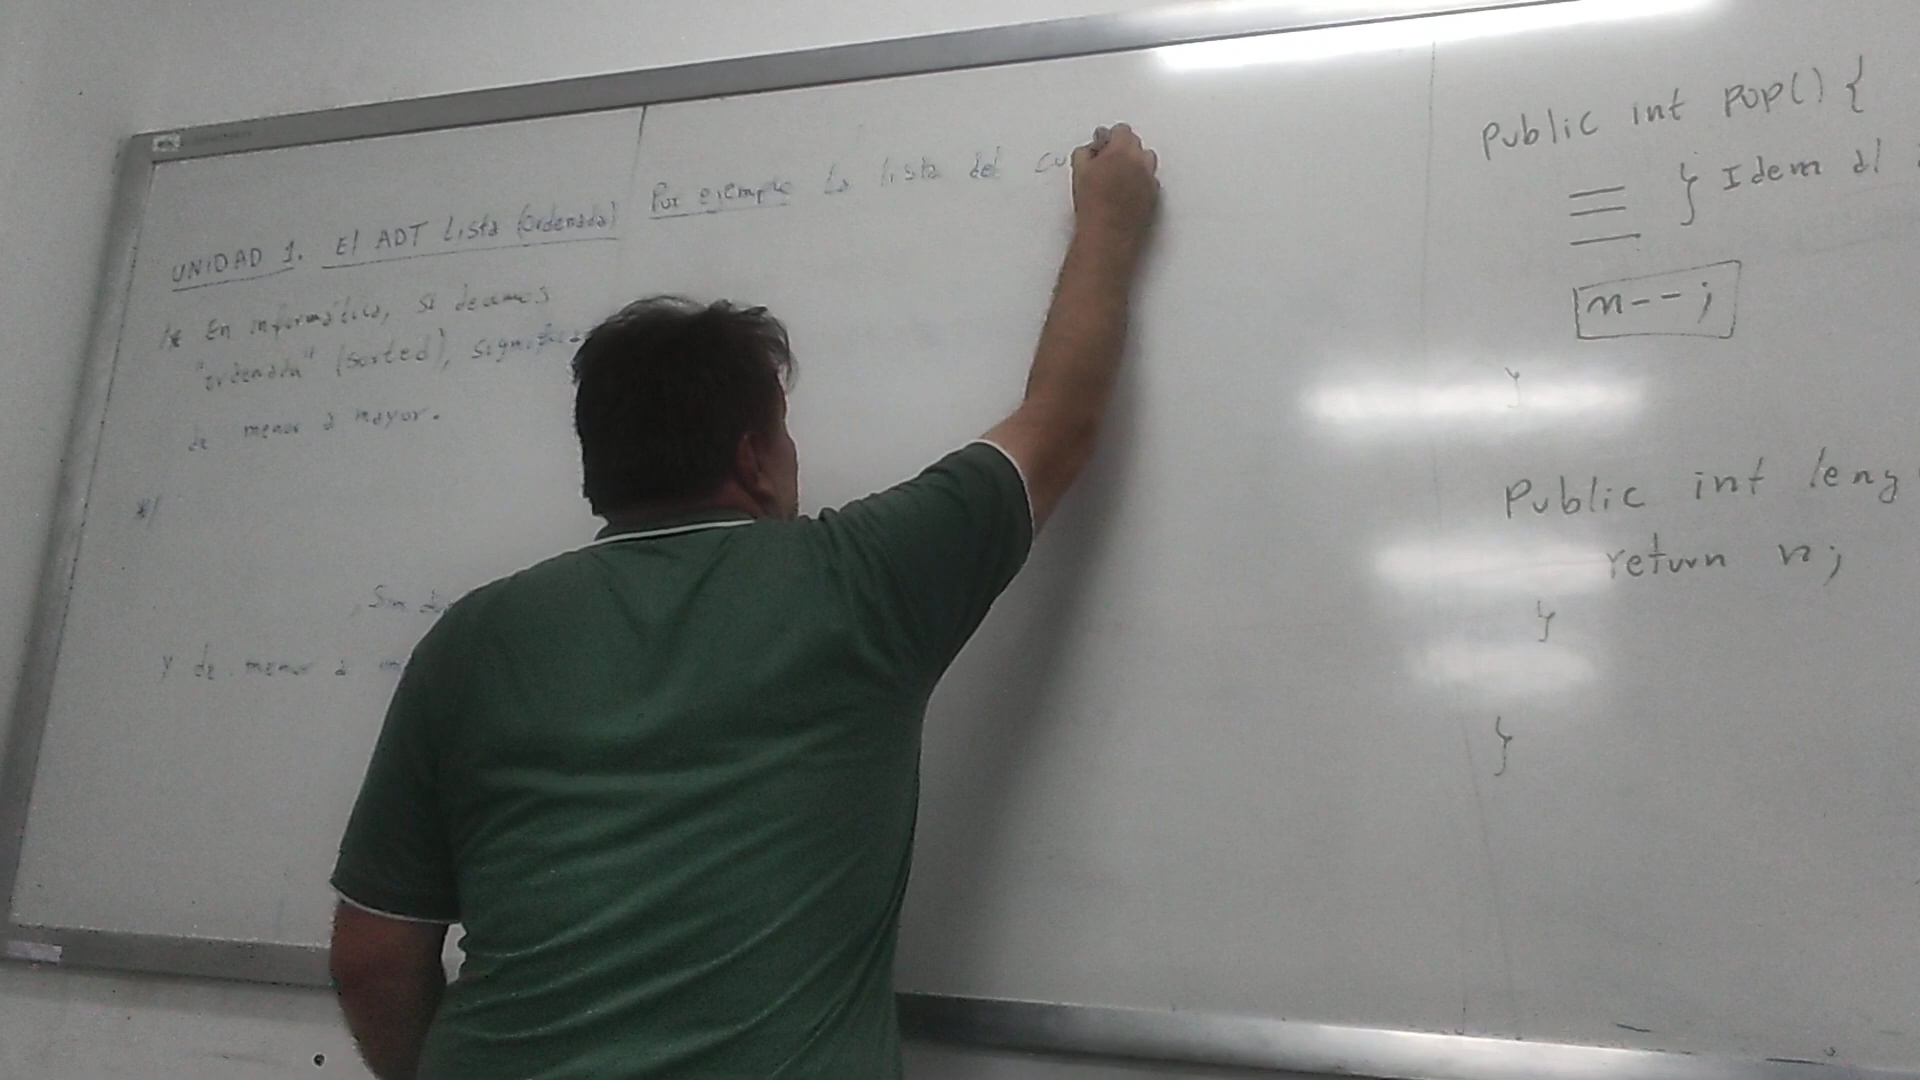 UNIDAD 1. El ADT Lista (Ordenada)
/* En informática, si decimos
"ordenada" (sorted), significa
de menor a mayor.
*/
Sin
y de menor a
Por ejemplo La lista del
Public int pop() {
} Idem al
n--;
}
Public int leng
return n;
}
}